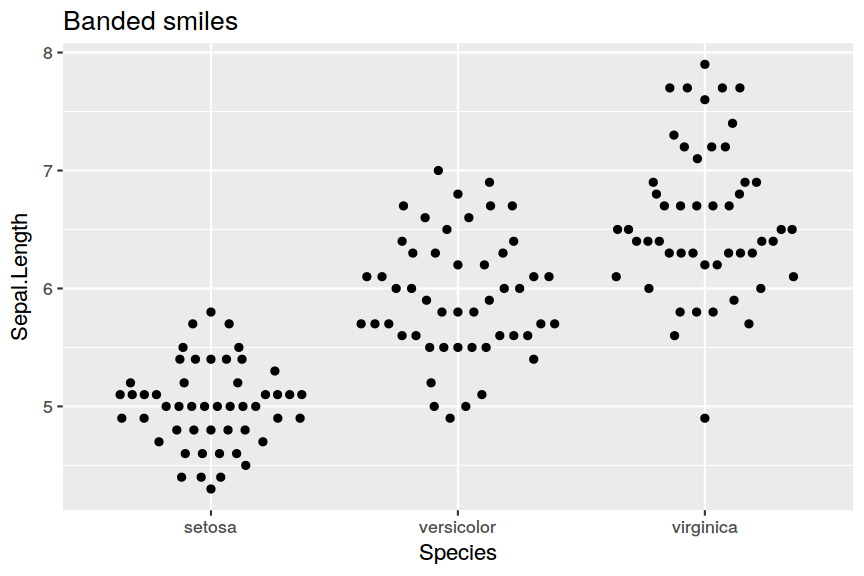 Banded smiles
8
7
6
5
Sepal.Length
setosa
versicolor
virginica
Species